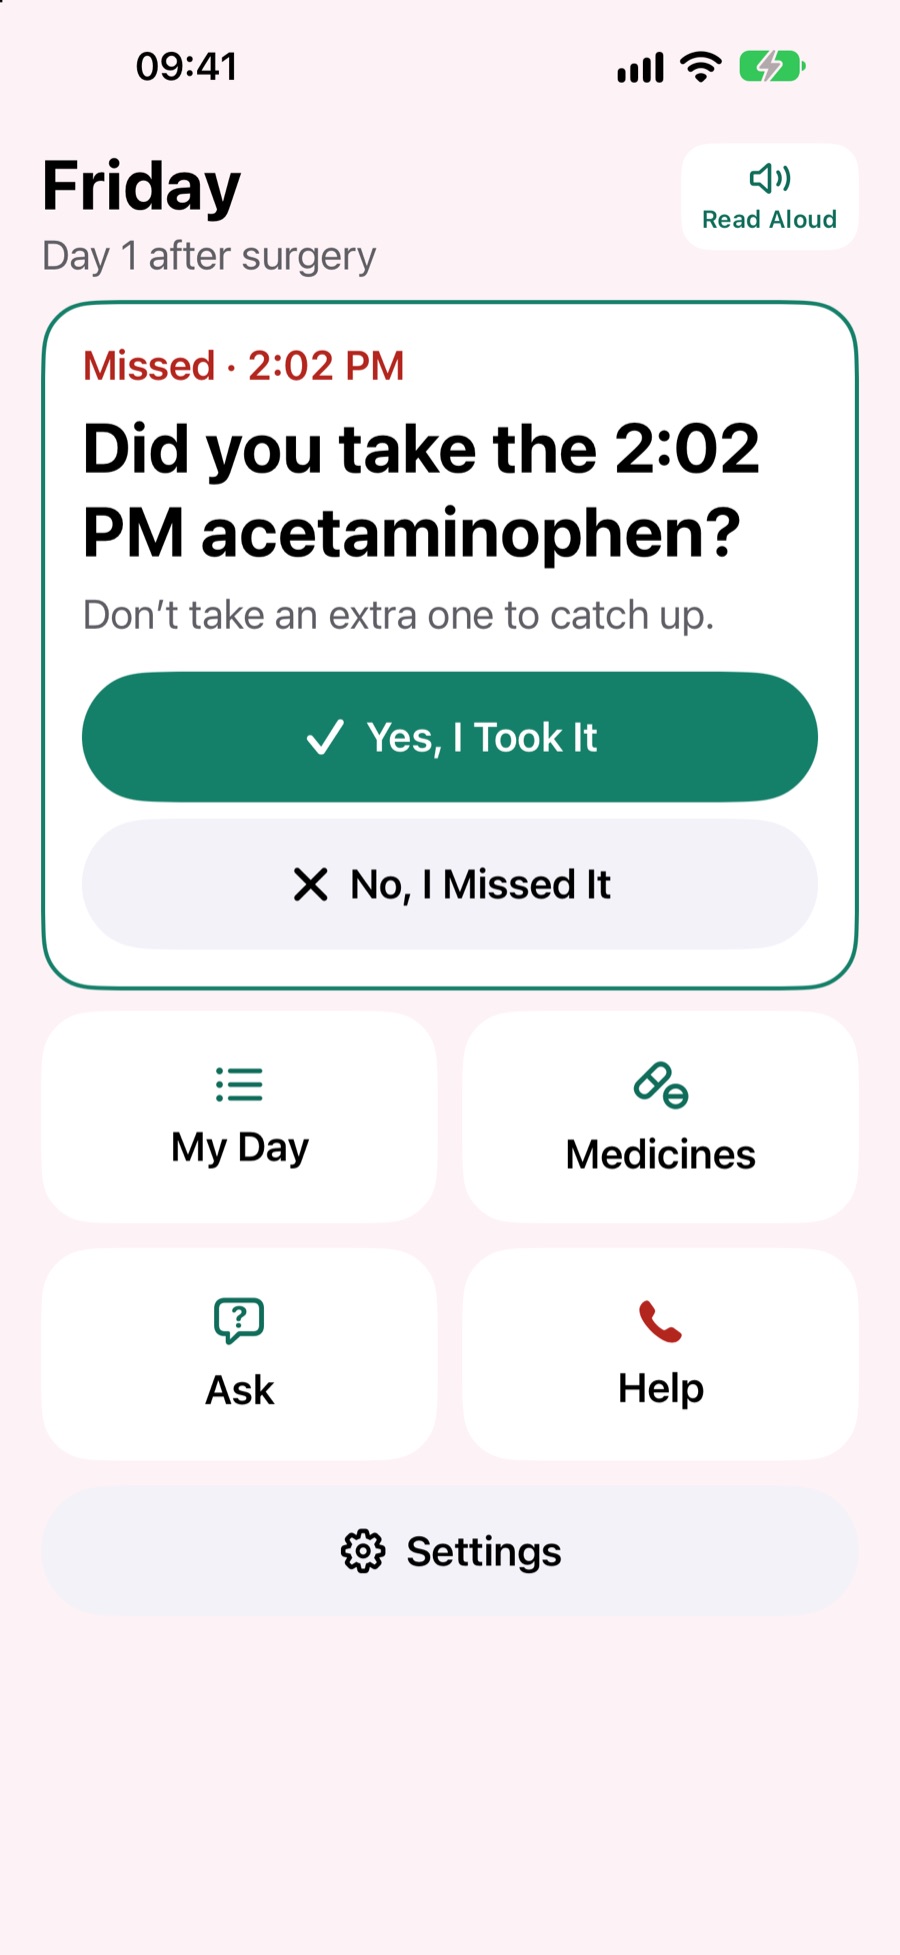 09:41
Friday
Read Aloud
Day 1 after surgery
Missed · 2:02 PM
Did you take the 2:02
PM acetaminophen?
Don’t take an extra one to catch up.
Yes, I Took It
No, I Missed It
My Day
Medicines
Ask
Help
Settings